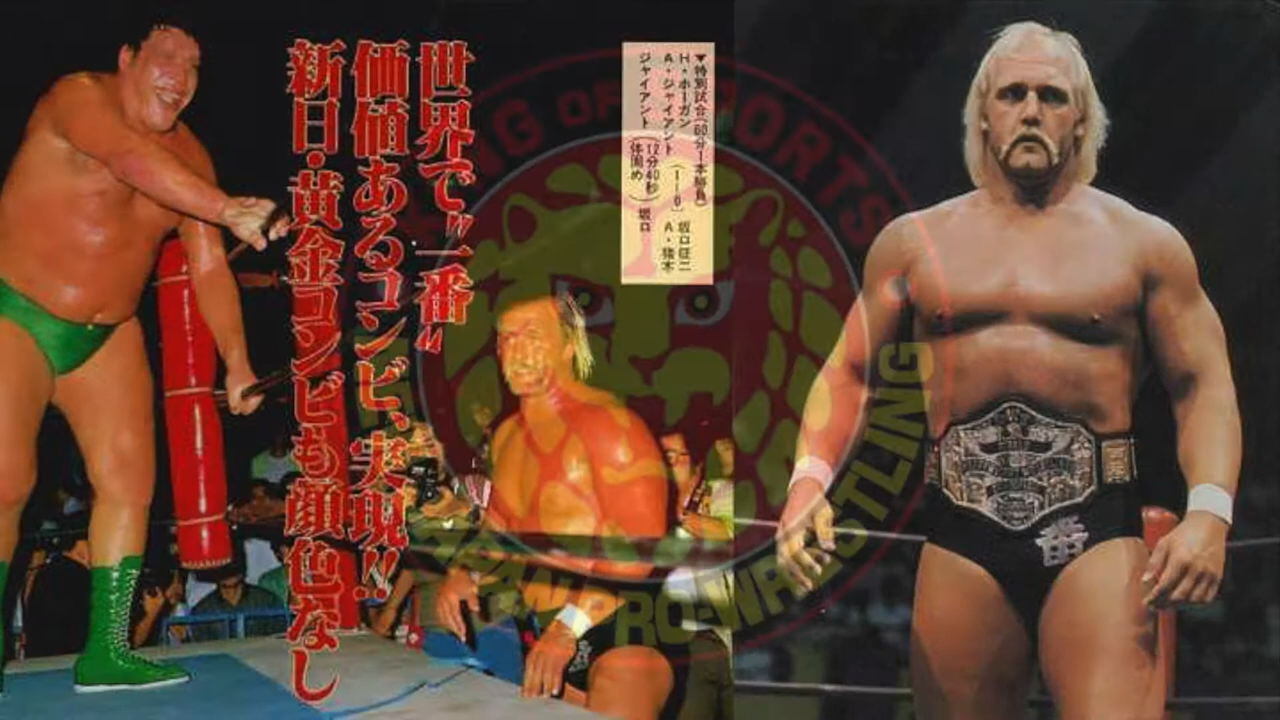 世界で〝一番〟
価値あるコンビ、実現!!
新日・黄金コンビも顔色なし
▼特別試合(60分1本勝負)
H・ホーガン 坂口征二
A・ジャイアント (1—0) A・猪木
ジャイアント (12分40秒) 坂口
(体固め)
KING OF SPORTS
JAPAN PRO-WRESTLING
一番